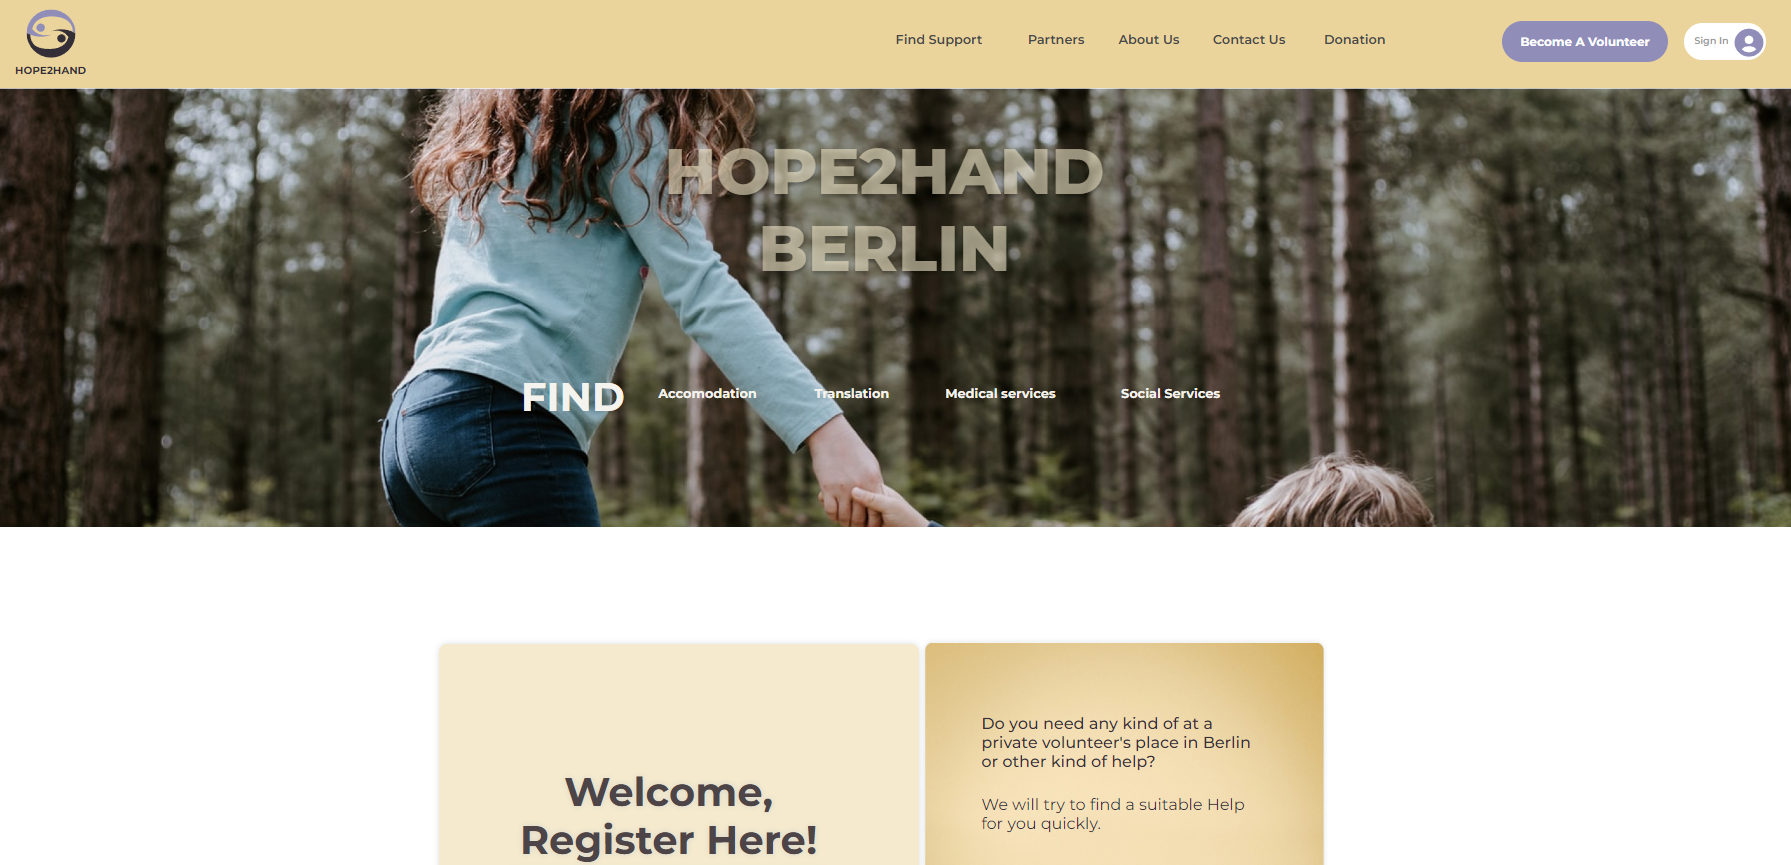 HOPE2HAND
Find Support
Partners
About Us
Contact Us
Donation
Become A Volunteer
Sign In
HOPE2HAND
BERLIN
FIND
Accomodation
Translation
Medical services
Social Services
Welcome,
Register Here!
Do you need any kind of at a
private volunteer's place in Berlin
or other kind of help?
We will try to find a suitable Help
for you quickly.